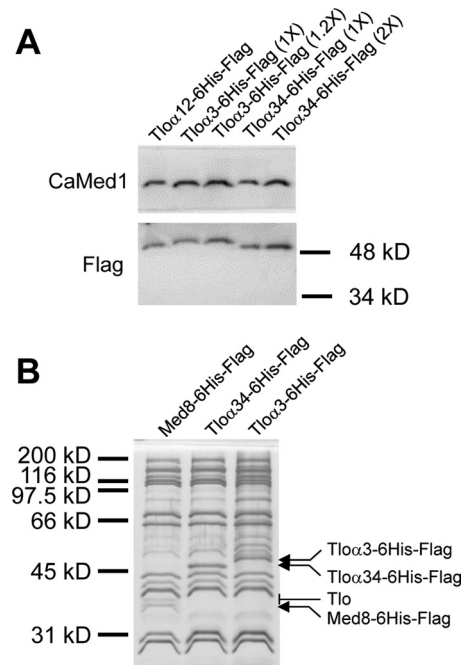 A
Tloα12-6His-Flag
Tloα3-6His-Flag (1X)
Tloα3-6His-Flag (1.2X)
Tloα34-6His-Flag (1X)
Tloα34-6His-Flag (2X)
CaMed1
Flag
48 kD
34 kD
B
Med8-6His-Flag
Tloα34-6His-Flag
Tloα3-6His-Flag
200 kD
116 kD
97.5 kD
66 kD
45 kD
31 kD
Tloα3-6His-Flag
Tloα34-6His-Flag
Tlo
Med8-6His-Flag